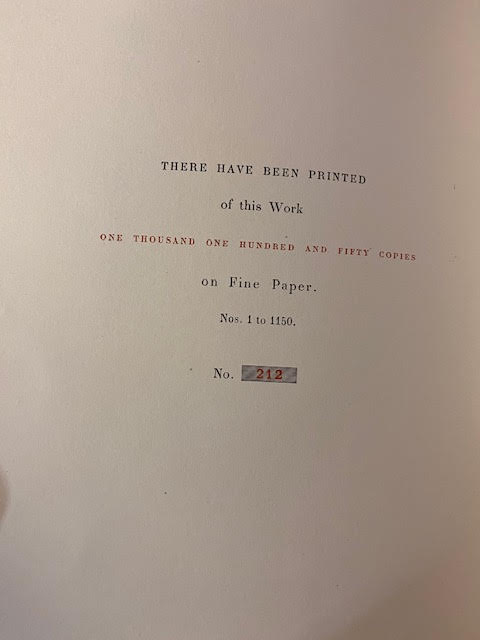 THERE HAVE BEEN PRINTED
of this Work
ONE THOUSAND ONE HUNDRED AND FIFTY COPIES
on Fine Paper.
Nos. 1 to 1150.
No. 212